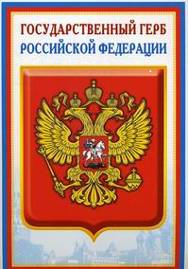 ГОСУДАРСТВЕННЫЙ ГЕРБ
РОССИЙСКОЙ ФЕДЕРАЦИИ